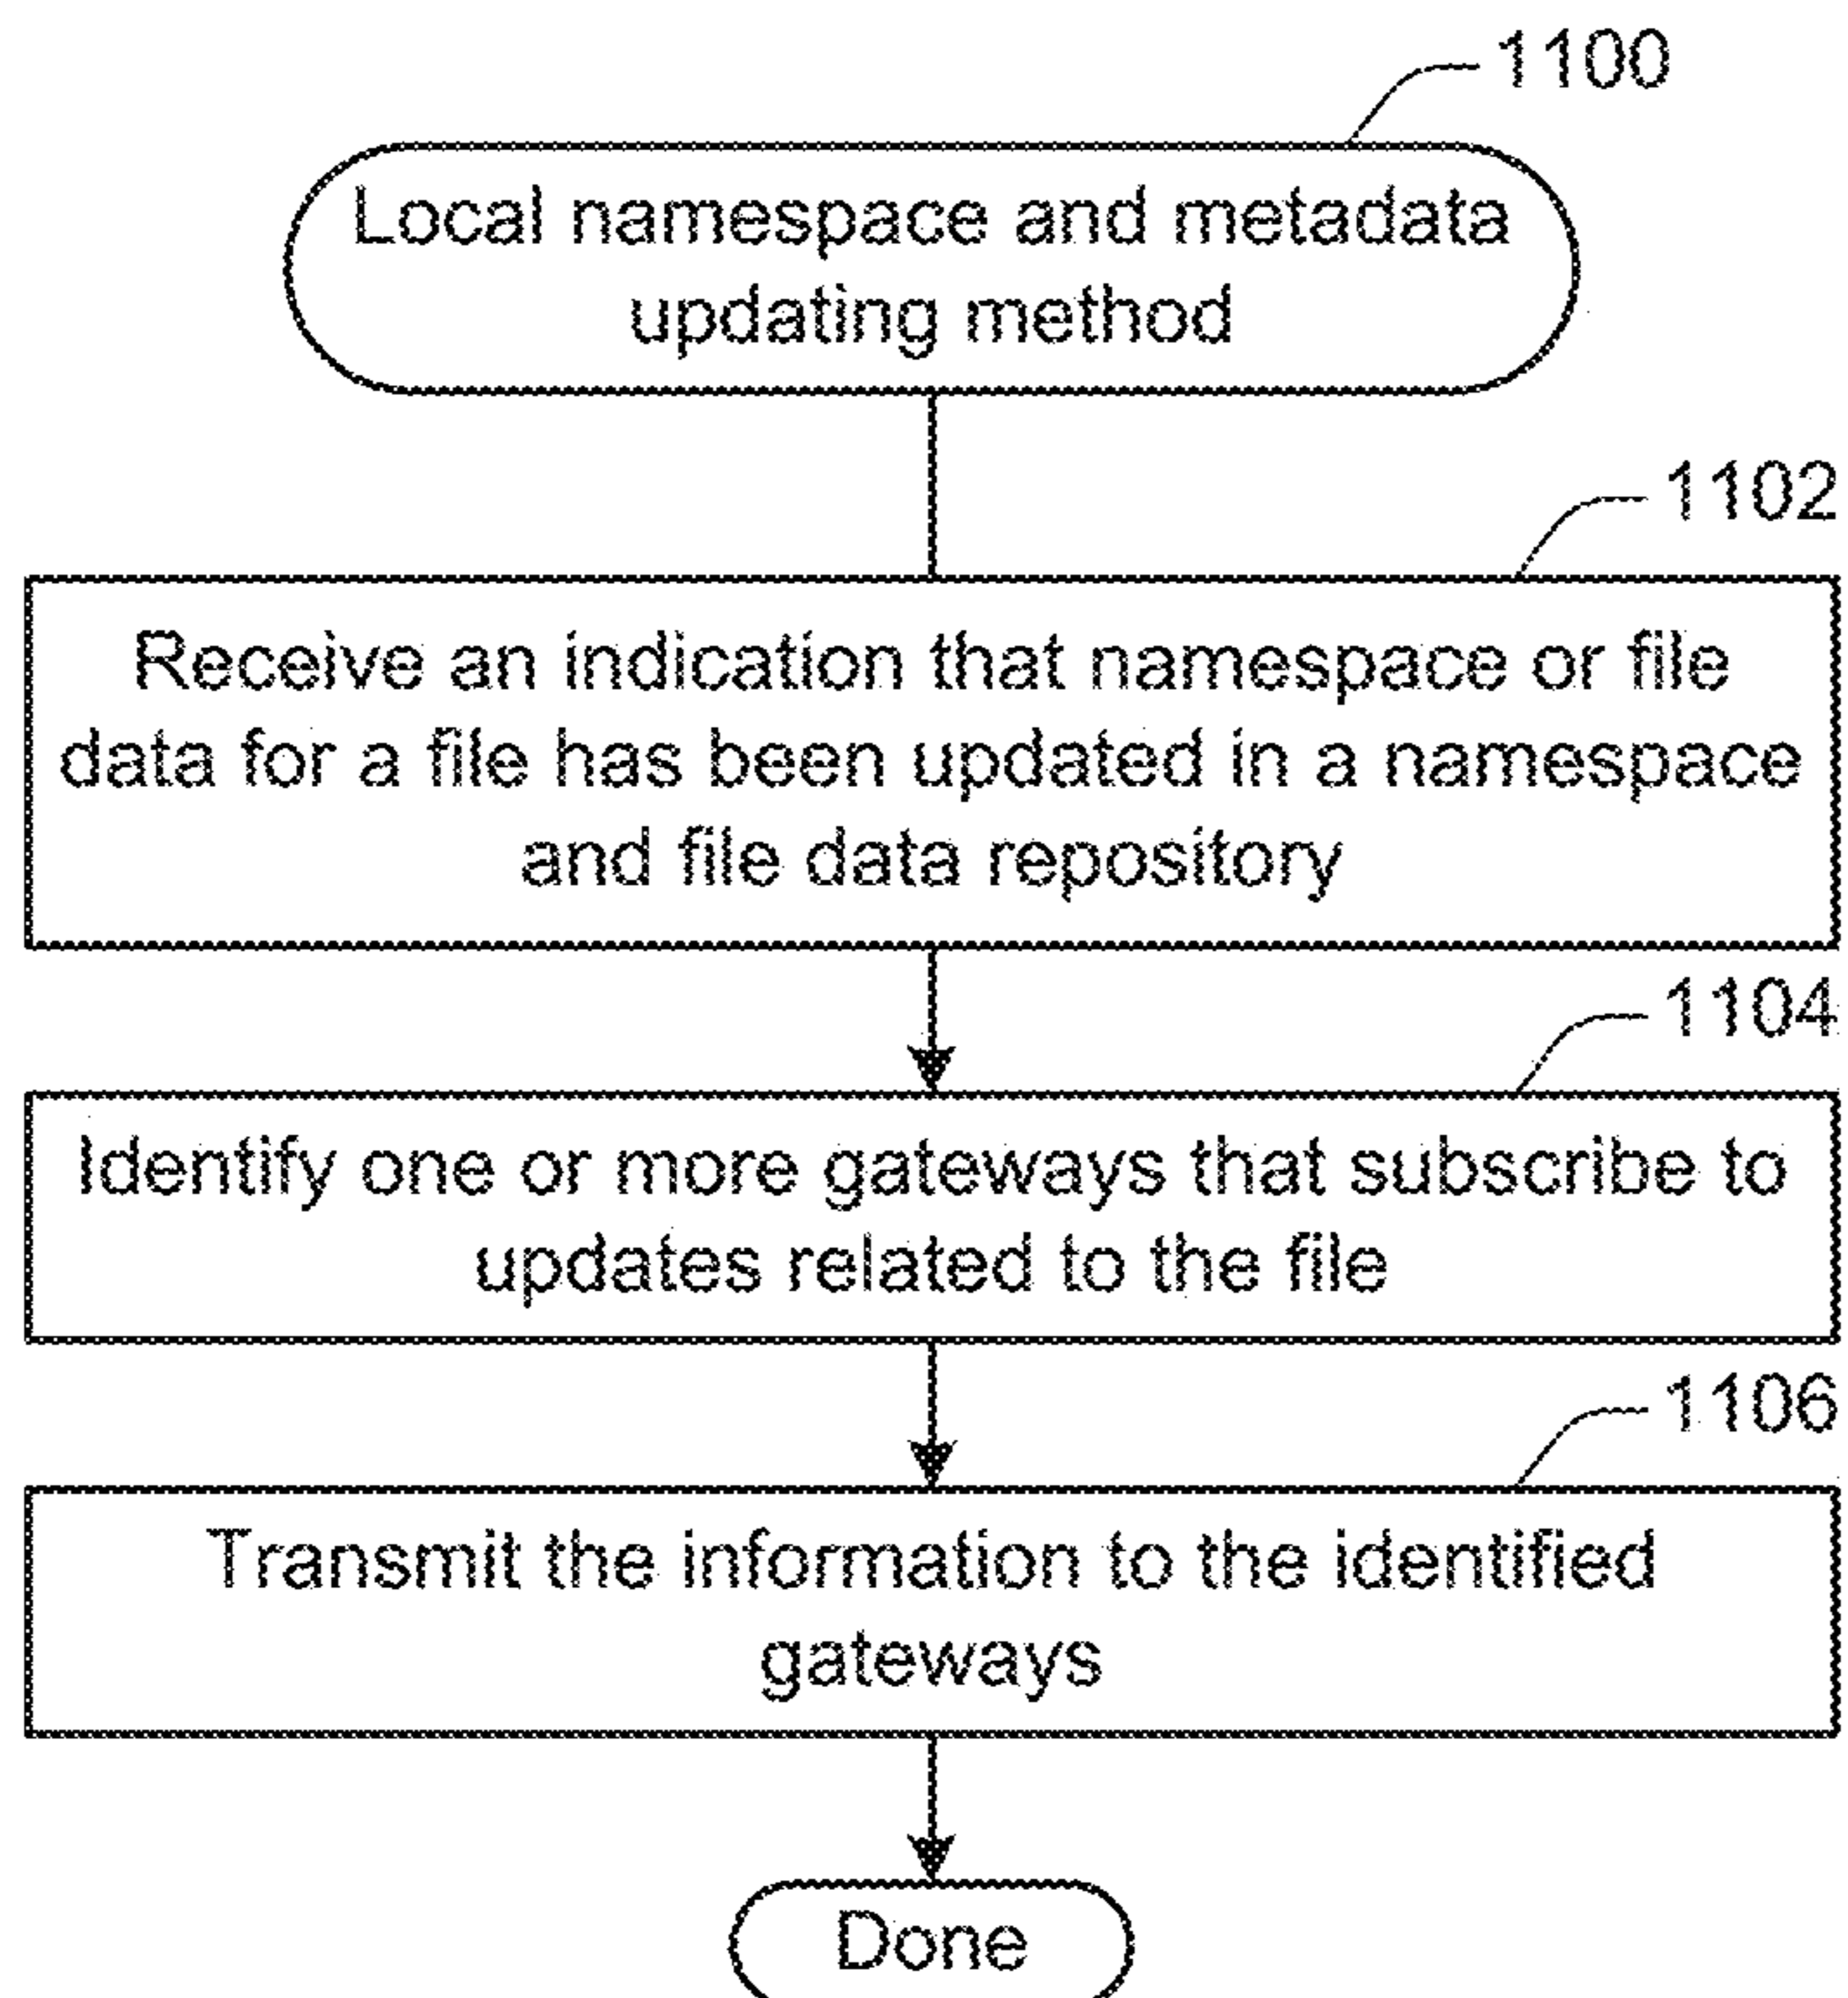 1100
Local namespace and metadata
updating method
1102
Receive an indication that namespace or file
data for a file has been updated in a namespace
and file data repository
1104
Identify one or more gateways that subscribe to
updates related to the file
1106
Transmit the information to the identified
gateways
Done